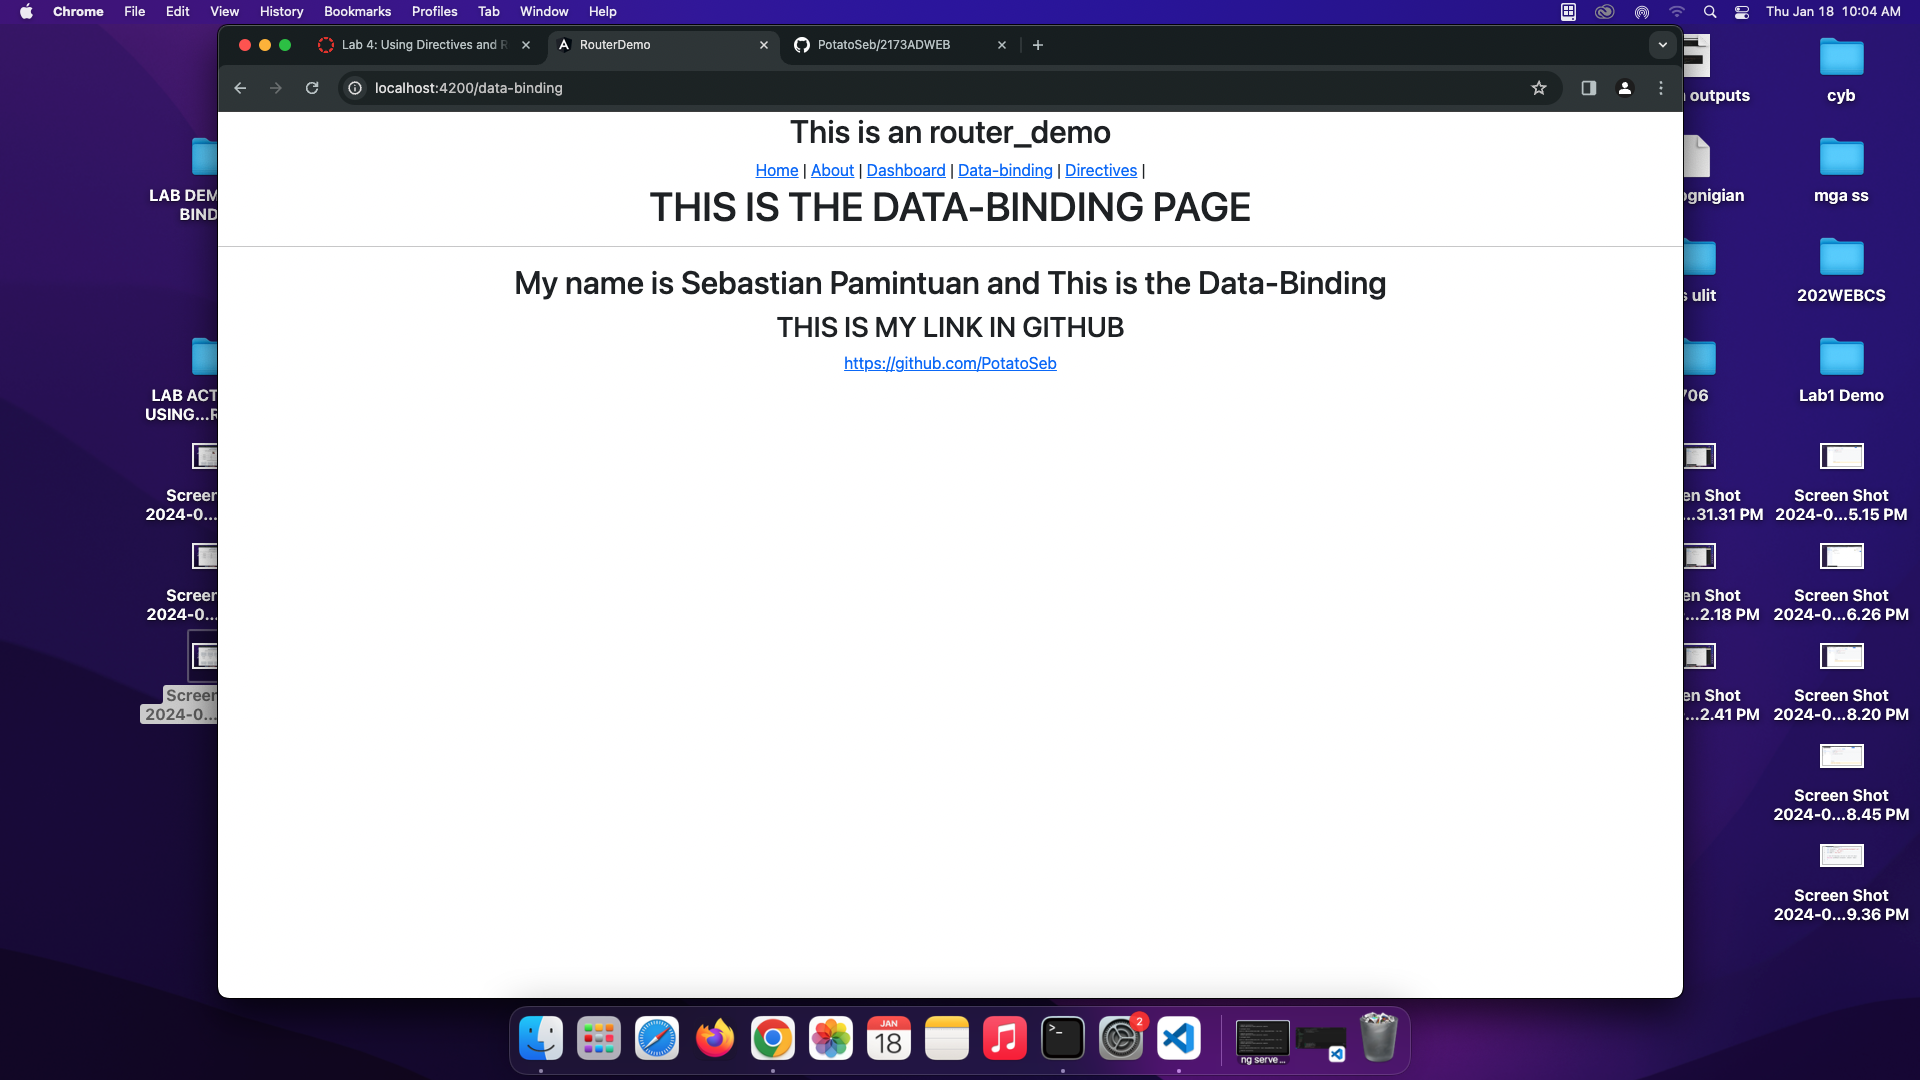 Chrome File Edit View History Bookmarks Profiles Tab Window Help Thu Jan 18 10:04 AM
Lab 4: Using Directives and R RouterDemo PotatoSeb/2173ADWEB
localhost:4200/data-binding
This is an router_demo
Home | About | Dashboard | Data-binding | Directives |
THIS IS THE DATA-BINDING PAGE
My name is Sebastian Pamintuan and This is the Data-Binding
THIS IS MY LINK IN GITHUB
https://github.com/PotatoSeb
LAB DEM
BIND
LAB ACT
USING...R
Screen
2024-0...
Screen
2024-0...
Screen
2024-0...
outputs
ognigian
s ulit
706
en Shot
...31.31 PM
en Shot
...2.18 PM
en Shot
...2.41 PM
cyb
mga ss
202WEBCS
Lab1 Demo
Screen Shot
2024-0...5.15 PM
Screen Shot
2024-0...6.26 PM
Screen Shot
2024-0...8.20 PM
Screen Shot
2024-0...8.45 PM
Screen Shot
2024-0...9.36 PM
JAN
18
2
ng serve...